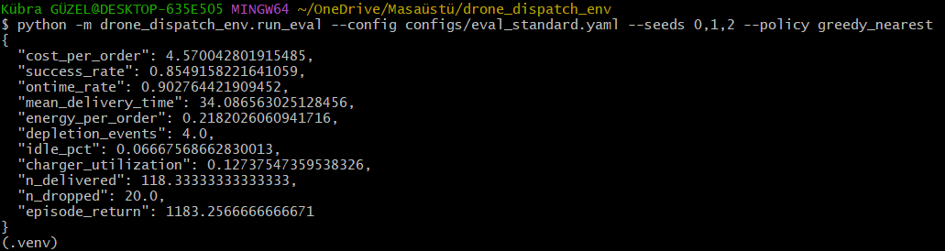 Kübra GÜZEL@DESKTOP-635E5O5 MINGW64 ~/OneDrive/Masaüstü/drone_dispatch_env
$ python -m drone_dispatch_env.run_eval --config configs/eval_standard.yaml --seeds 0,1,2 --policy greedy_nearest
{
  "cost_per_order": 4.570042801915485,
  "success_rate": 0.8549158221641059,
  "ontime_rate": 0.902764421909452,
  "mean_delivery_time": 34.086563025128456,
  "energy_per_order": 0.2182026060941716,
  "depletion_events": 4.0,
  "idle_pct": 0.06667568662830013,
  "charger_utilization": 0.12737547359538326,
  "n_delivered": 118.33333333333333,
  "n_dropped": 20.0,
  "episode_return": 1183.2566666666671
}
(.venv)